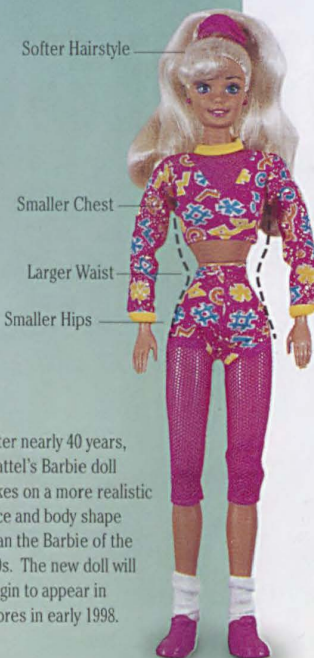 Softer Hairstyle
Smaller Chest
Larger Waist
Smaller Hips
ter nearly 40 years,
attel's Barbie doll
kes on a more realistic
ce and body shape
an the Barbie of the
0s. The new doll will
gin to appear in
ores in early 1998.